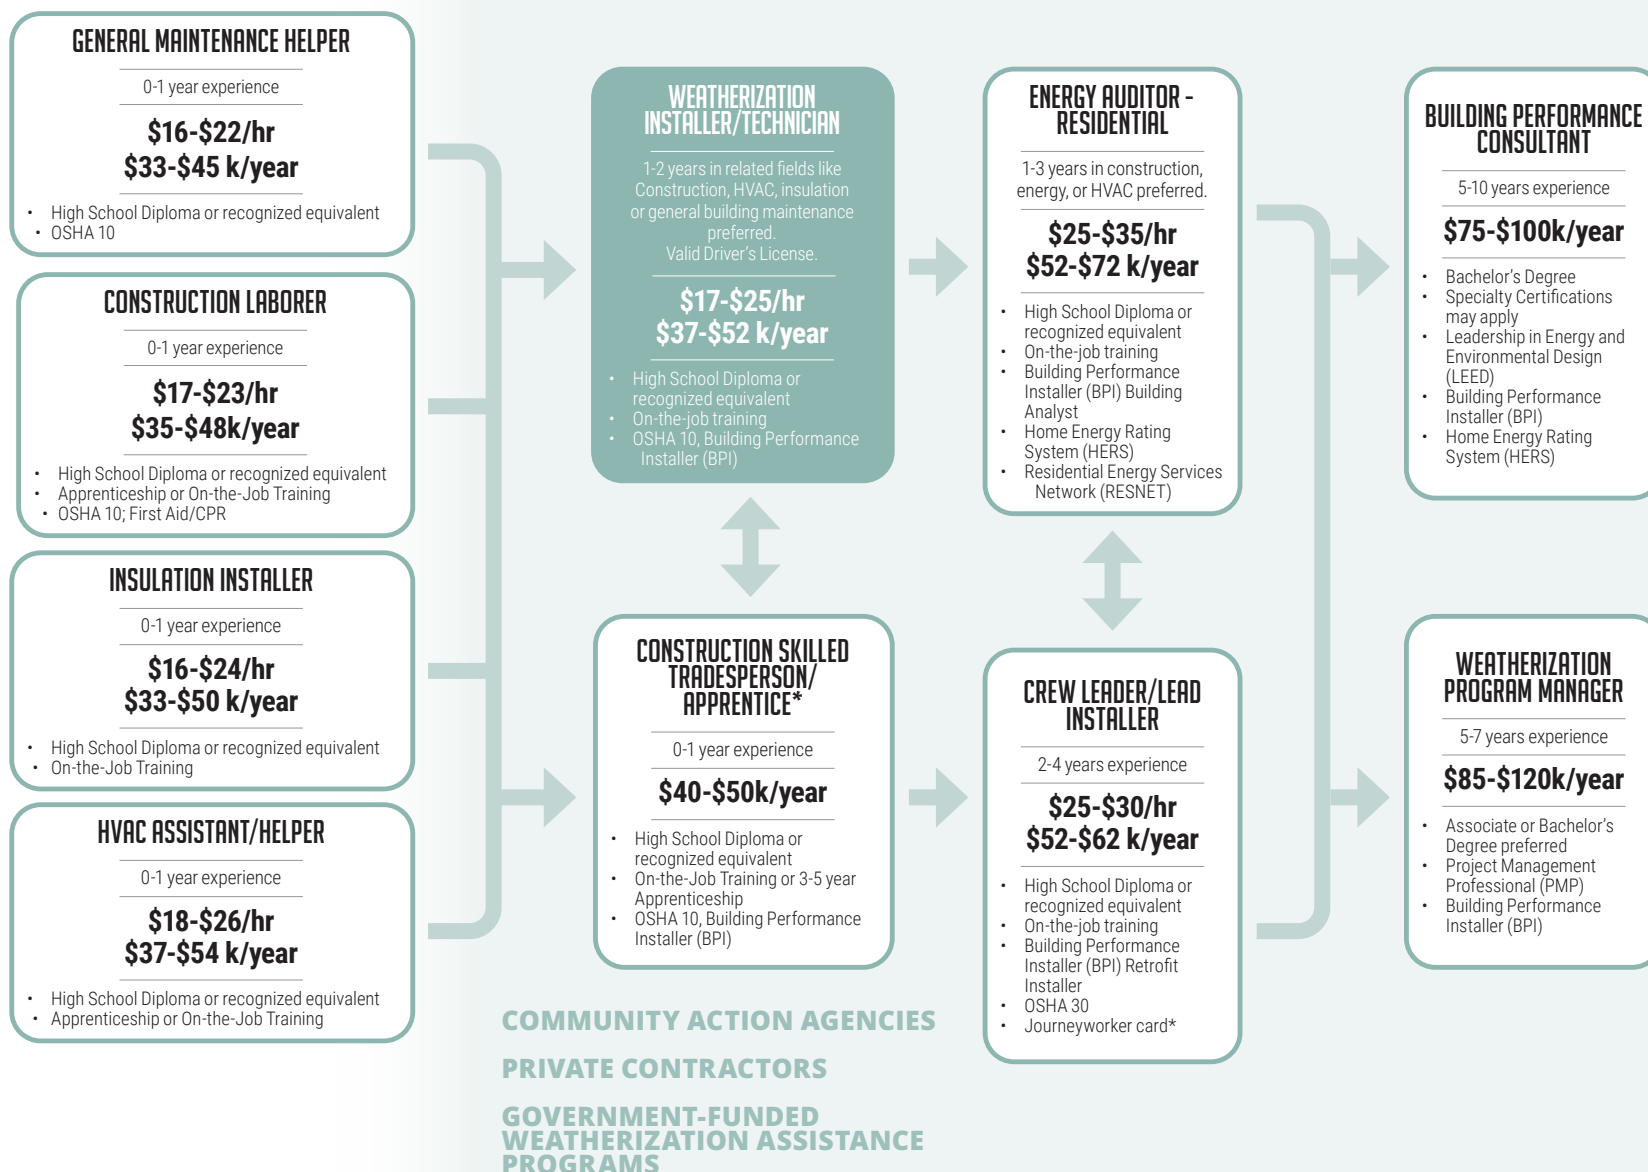 GENERAL MAINTENANCE HELPER
0-1 year experience
$16-$22/hr
$33-$45 k/year
• High School Diploma or recognized equivalent
• OSHA 10
CONSTRUCTION LABORER
0-1 year experience
$17-$23/hr
$35-$48k/year
• High School Diploma or recognized equivalent
• Apprenticeship or On-the-Job Training
• OSHA 10; First Aid/CPR
INSULATION INSTALLER
0-1 year experience
$16-$24/hr
$33-$50 k/year
• High School Diploma or recognized equivalent
• On-the-Job Training
HVAC ASSISTANT/HELPER
0-1 year experience
$18-$26/hr
$37-$54 k/year
• High School Diploma or recognized equivalent
• Apprenticeship or On-the-Job Training
WEATHERIZATION
INSTALLER/TECHNICIAN
1-2 years in related fields like
Construction, HVAC, insulation
or general building maintenance
preferred.
Valid Driver's License.
$17-$25/hr
$37-$52 k/year
• High School Diploma or
recognized equivalent
• On-the-job training
• OSHA 10, Building Performance
Installer (BPI)
CONSTRUCTION SKILLED
TRADESPERSON/
APPRENTICE*
0-1 year experience
$40-$50k/year
• High School Diploma or
recognized equivalent
• On-the-Job Training or 3-5 year
Apprenticeship
• OSHA 10, Building Performance
Installer (BPI)
ENERGY AUDITOR -
RESIDENTIAL
1-3 years in construction,
energy, or HVAC preferred.
$25-$35/hr
$52-$72 k/year
• High School Diploma or
recognized equivalent
• On-the-job training
• Building Performance
Installer (BPI) Building
Analyst
• Home Energy Rating
System (HERS)
• Residential Energy Services
Network (RESNET)
CREW LEADER/LEAD
INSTALLER
2-4 years experience
$25-$30/hr
$52-$62 k/year
• High School Diploma or
recognized equivalent
• On-the-job training
• Building Performance
Installer (BPI) Retrofit
Installer
• OSHA 30
• Journeyworker card*
BUILDING PERFORMANCE
CONSULTANT
5-10 years experience
$75-$100k/year
• Bachelor's Degree
• Specialty Certifications
may apply
• Leadership in Energy and
Environmental Design
(LEED)
• Building Performance
Installer (BPI)
• Home Energy Rating
System (HERS)
WEATHERIZATION
PROGRAM MANAGER
5-7 years experience
$85-$120k/year
• Associate or Bachelor's
Degree preferred
• Project Management
Professional (PMP)
• Building Performance
Installer (BPI)
COMMUNITY ACTION AGENCIES
PRIVATE CONTRACTORS
GOVERNMENT-FUNDED
WEATHERIZATION ASSISTANCE
PROGRAMS